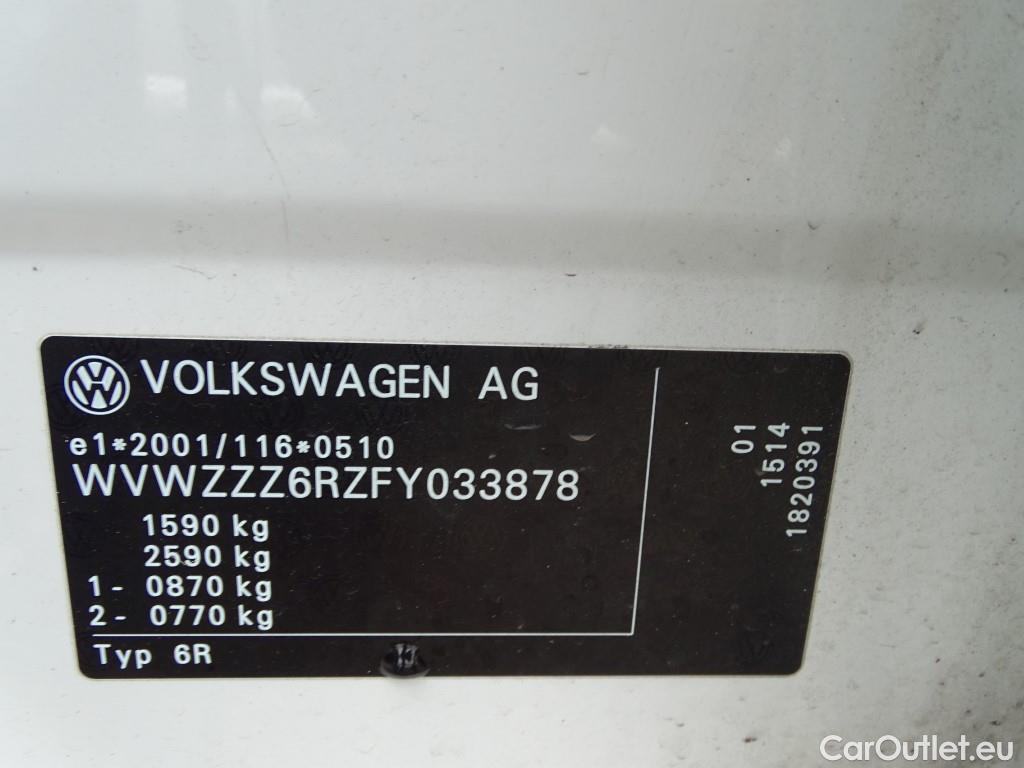 VOLKSWAGEN AG
e1*2001/116*0510
WVWZZZ6RZFY033878
1590 kg
2590 kg
1- 0870 kg
2- 0770 kg
Typ 6R
01
1514
1820391
CarOutlet.eu